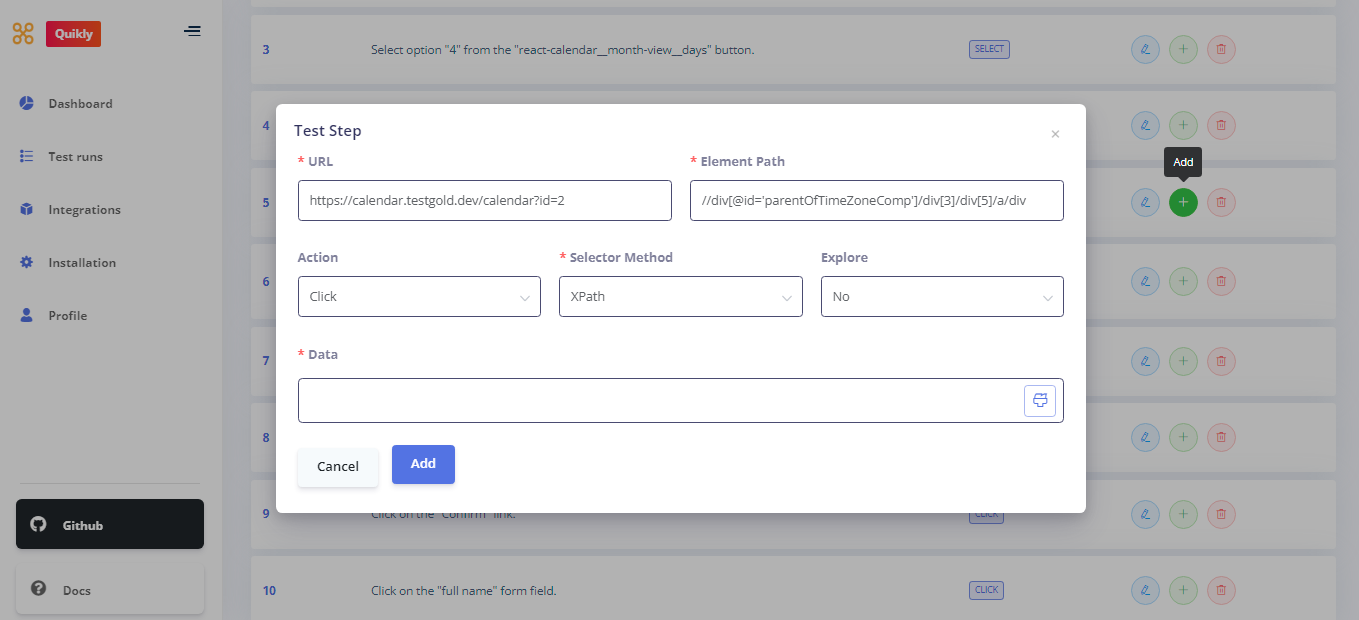 Quikly
Dashboard
Test runs
Integrations
Installation
Profile
Github
Docs
3 Select option "4" from the "react-calendar__month-view__days" button. SELECT
4
5
6
7
8
9 Click on the "Confirm" link. CLICK
10 Click on the "full name" form field. CLICK
Add
Test Step
×
* URL * Element Path
https://calendar.testgold.dev/calendar?id=2 //div[@id='parentOfTimeZoneComp']/div[3]/div[5]/a/div
Action * Selector Method Explore
Click XPath No
* Data
Cancel Add